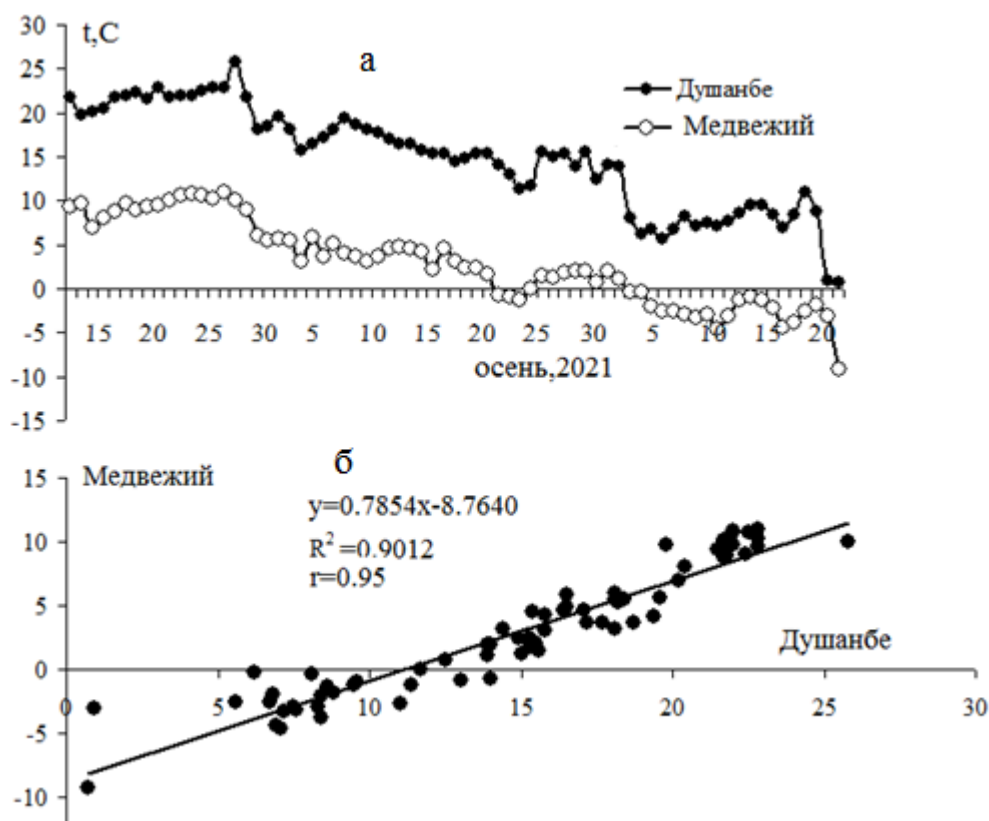 t,C
а
30
25
20
15
10
5
0
-5
-10
-15
Душанбе
Медвежий
15 20 25 30 5 10 15 20 25 30 5 10 15 20
осень,2021
б
Медвежий
y=0.7854x-8.7640
R² =0.9012
r=0.95
Душанбе
15
10
5
0
-5
-10
0 5 10 15 20 25 30